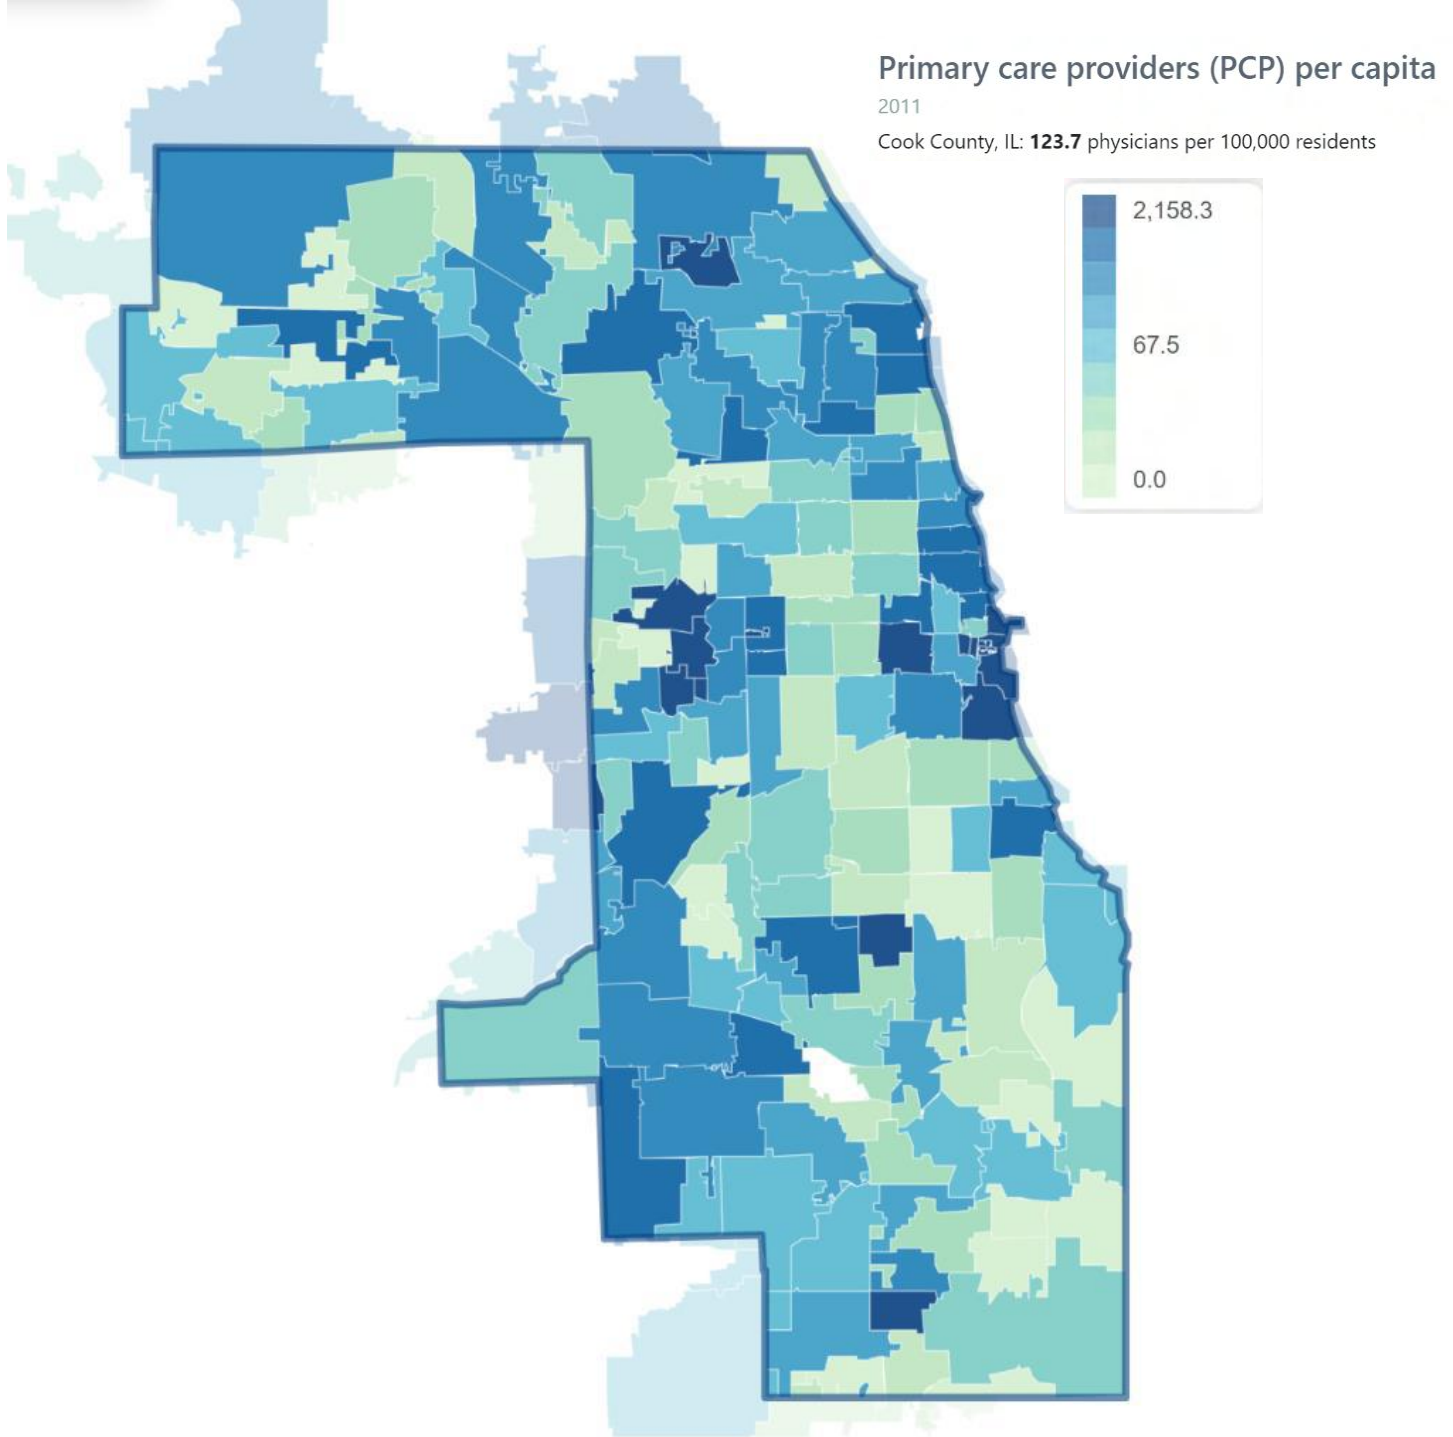 Primary care providers (PCP) per capita
2011
Cook County, IL: 123.7 physicians per 100,000 residents
2,158.3
67.5
0.0